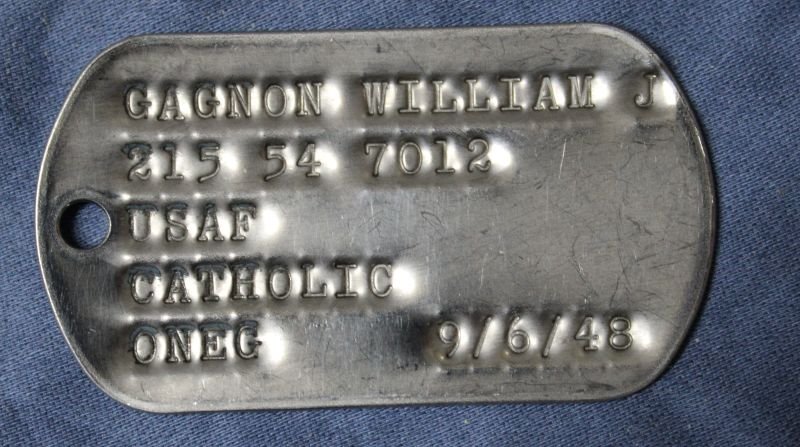 GAGNON WILLIAM J
215 54 7012
USAF
CATHOLIC
ONEG 9/6/48